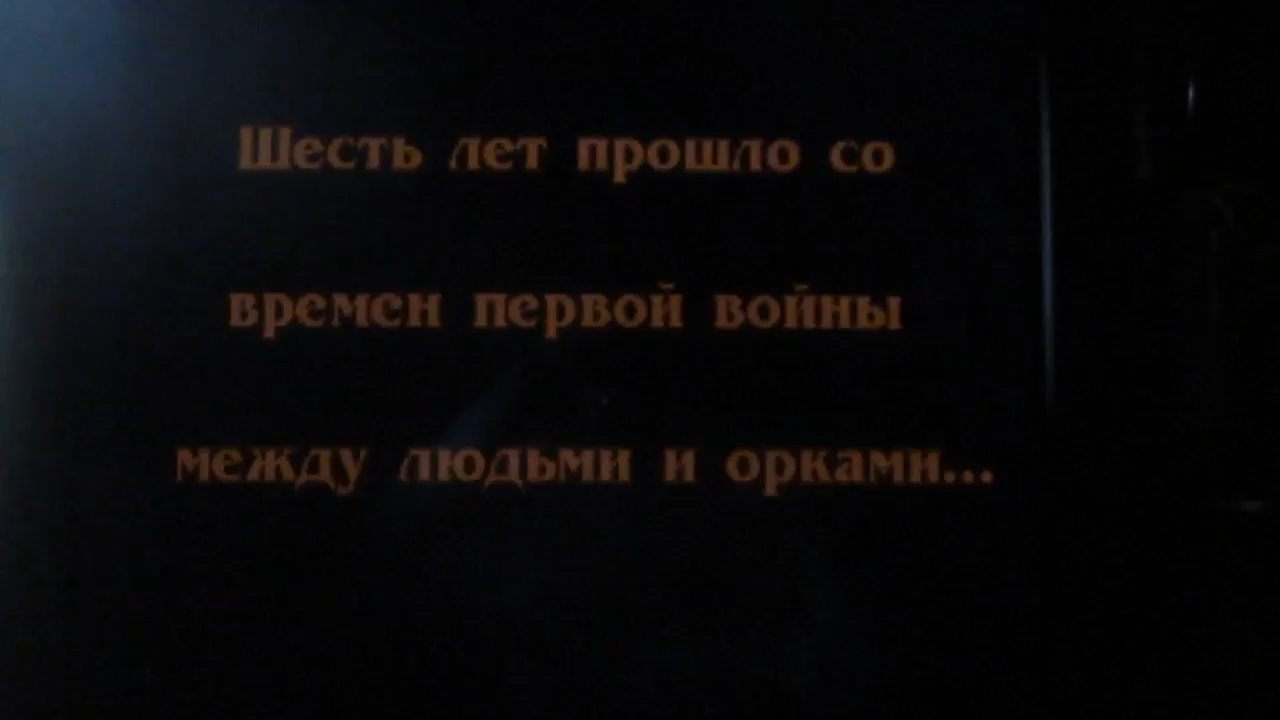 Шесть лет прошло со
времен первой войны
между людьми и орками...